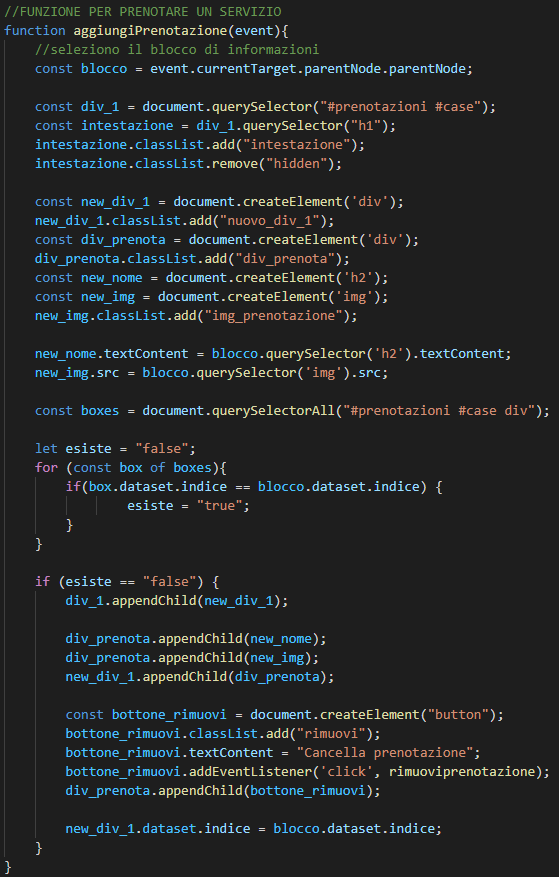 //FUNZIONE PER PRENOTARE UN SERVIZIO
function aggiungiPrenotazione(event){
    //seleziono il blocco di informazioni
    const blocco = event.currentTarget.parentNode.parentNode;

    const div_1 = document.querySelector("#prenotazioni #case");
    const intestazione = div_1.querySelector("h1");
    intestazione.classList.add("intestazione");
    intestazione.classList.remove("hidden");

    const new_div_1 = document.createElement('div');
    new_div_1.classList.add("nuovo_div_1");
    const div_prenota = document.createElement('div');
    div_prenota.classList.add("div_prenota");
    const new_nome = document.createElement('h2');
    const new_img = document.createElement('img');
    new_img.classList.add("img_prenotazione");

    new_nome.textContent = blocco.querySelector('h2').textContent;
    new_img.src = blocco.querySelector('img').src;

    const boxes = document.querySelectorAll("#prenotazioni #case div");

    let esiste = "false";
    for (const box of boxes){
        if(box.dataset.indice == blocco.dataset.indice) {
                esiste = "true";
        }
    }

    if (esiste == "false") {
        div_1.appendChild(new_div_1);

        div_prenota.appendChild(new_nome);
        div_prenota.appendChild(new_img);
        new_div_1.appendChild(div_prenota);

        const bottone_rimuovi = document.createElement("button");
        bottone_rimuovi.classList.add("rimuovi");
        bottone_rimuovi.textContent = "Cancella prenotazione";
        bottone_rimuovi.addEventListener('click', rimuoviprenotazione);
        div_prenota.appendChild(bottone_rimuovi);

        new_div_1.dataset.indice = blocco.dataset.indice;
    }
}